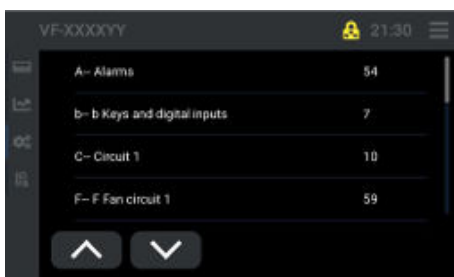 VF-XXXXYY 21:30
A-- Alarms 54
b-- b Keys and digital inputs 7
C-- Circuit 1 10
F-- F Fan circuit 1 59